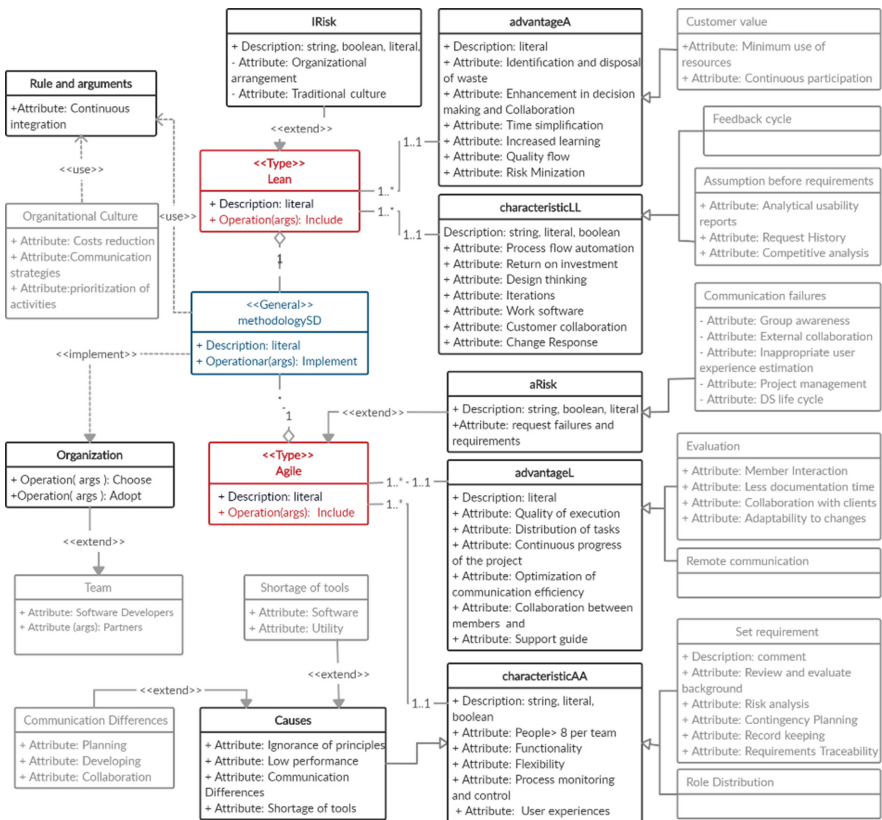 IRisk
+ Description: string, boolean, literal,
- Attribute: Organizational
arrangement
- Attribute: Traditional culture
advantageA
+ Description: literal
+ Attribute: Identification and disposal
of waste
+ Attribute: Enhancement in decision
making and Collaboration
+ Attribute: Time simplification
+ Attribute: Increased learning
+ Attribute: Quality flow
+ Attribute: Risk Minization
Customer value
+Attribute: Minimum use of
resources
+ Attribute: Continuous participation
Rule and arguments
+Attribute: Continuous
integration
<<extend>>
1..1
Feedback cycle
<<use>>
<<Type>>
Lean
+ Description: literal
+ Operation(args): Include
1..*
1..*
1..1
Assumption before requirements
+ Attribute: Analytical usability
reports
+ Attribute: Request History
+ Attribute: Competitive analysis
Organitational Culture
+ Attribute: Costs reduction
+ Attribute:Communication
strategies
+ Attribute:prioritization of
activities
<<use>>
characteristicLL
Description: string, literal, boolean
+ Attribute: Process flow automation
+ Attribute: Return on investment
+ Attribute: Design thinking
+ Attribute: Iterations
+ Attribute: Work software
+ Attribute: Customer collaboration
+ Attribute: Change Response
1
<<General>>
methodologySD
+ Description: literal
+ Operationar(args): Implement
Communication failures
- Attribute: Group awareness
- Attribute: External collaboration
- Attribute: Inappropriate user
experience estimation
- Attribute: Project management
- Attribute: DS life cycle
<<implement>>
*
1
<<extend>>
aRisk
+ Description: string, boolean, literal
+Attribute: request failures and
requirements
Organization
+ Operation( args ): Choose
+Operation( args ): Adopt
<<Type>>
Agile
+ Description: literal
+ Operation(args): Include
1..* - 1..1
1..*
advantageL
+ Description: literal
+ Attribute: Quality of execution
+ Attribute: Distribution of tasks
+ Attribute: Continuous progress
of the project
+ Attribute: Optimization of
communication efficiency
+ Attribute: Collaboration between
members and
+ Attribute: Support guide
Evaluation
+ Attribute: Member Interaction
+ Attribute: Less documentation time
+ Attribute: Collaboration with clients
+ Attribute: Adaptability to changes
Remote communication
<<extend>>
Team
+ Attribute: Software Developers
+ Attribute (args): Partners
Shortage of tools
+ Attribute: Software
+ Attribute: Utility
<<extend>>
<<extend>>
1..1
characteristicAA
+ Description: string, literal,
boolean
+ Attribute: People> 8 per team
+ Attribute: Functionality
+ Attribute: Flexibility
+ Attribute: Process monitoring
and control
+ Attribute: User experiences
Set requirement
+ Description: comment
+ Attribute: Review and evaluate
background
+ Attribute: Risk analysis
+ Attribute: Contingency Planning
+ Attribute: Record keeping
+ Attribute: Requirements Traceability
Role Distribution
Communication Differences
+ Attribute: Planning
+ Attribute: Developing
+ Attribute: Collaboration
Causes
+ Attribute: Ignorance of principles
+ Attribute: Low performance
+ Attribute: Communication
Differences
+ Attribute: Shortage of tools